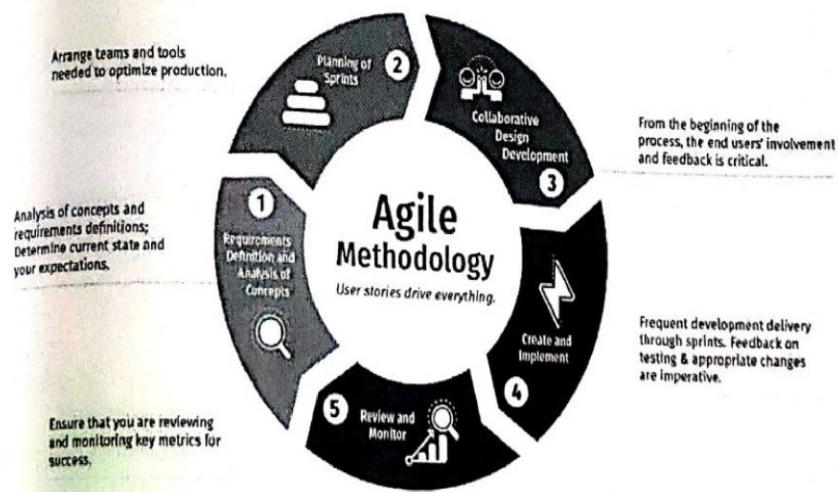 Agile
Methodology
User stories drive everything.
1
Requirements
Definition and
Analysis of
Concepts
Analysis of concepts and
requirements definitions;
Determine current state and
your expectations.
2
Planning of
Sprints
Arrange teams and tools
needed to optimize production.
Collaborative
Design
Development
3
From the beginning of the
process, the end users' involvement
and feedback is critical.
Create and
Implement
4
Frequent development delivery
through sprints. Feedback on
testing & appropriate changes
are imperative.
5
Review and
Monitor
Ensure that you are reviewing
and monitoring key metrics for
success.